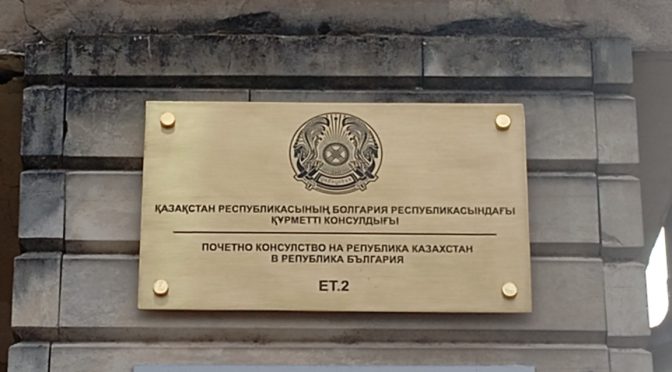 ҚАЗАҚСТАН РЕСПУБЛИКАСЫНЫҢ БОЛГАРИЯ РЕСПУБЛИКАСЫНДАҒЫ
ҚҰРМЕТТІ КОНСУЛДЫҒЫ
ПОЧЕТНО КОНСУЛСТВО НА РЕПУБЛИКА КАЗАХСТАН
В РЕПУБЛИКА БЪЛГАРИЯ
ЕТ.2